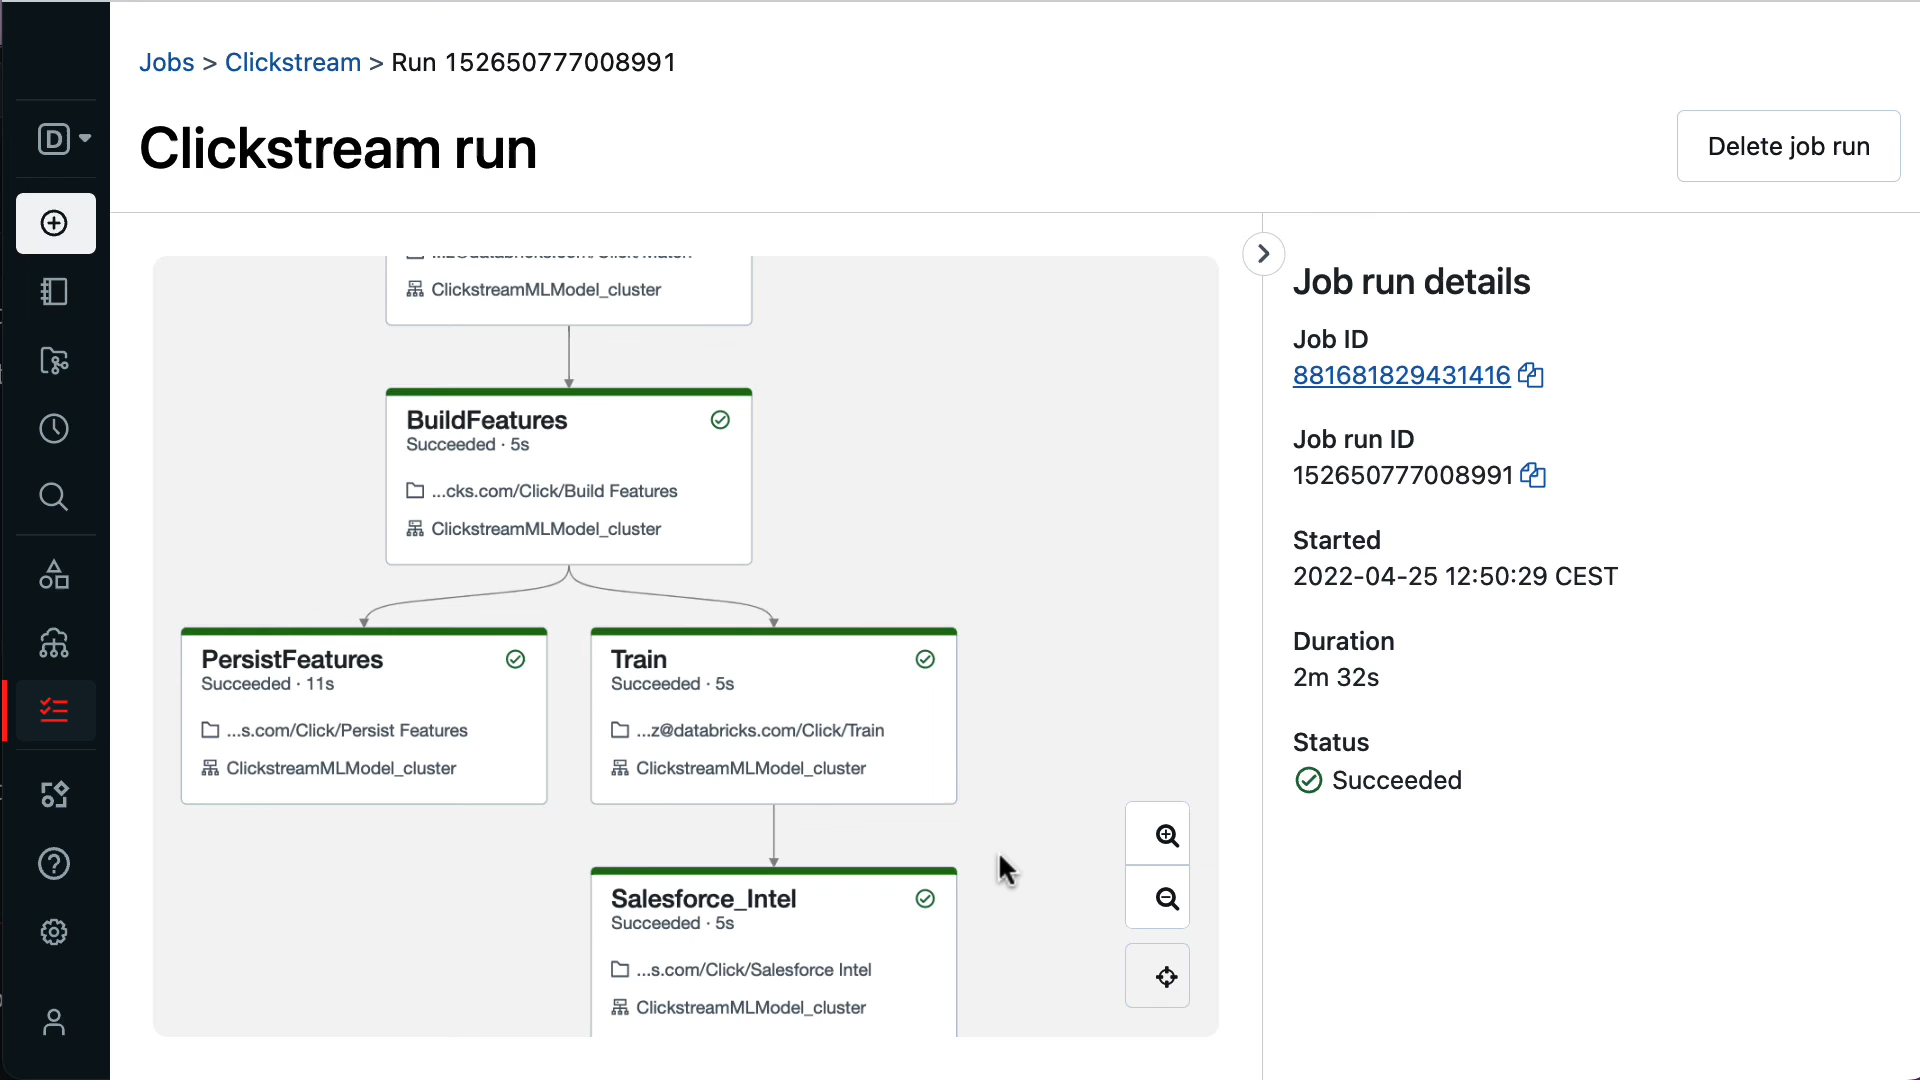 Jobs > Clickstream > Run 152650777008991
Clickstream run
Delete job run
D
ClickstreamMLModel_cluster
BuildFeatures
Succeeded · 5s
...cks.com/Click/Build Features
ClickstreamMLModel_cluster
PersistFeatures
Succeeded · 11s
...s.com/Click/Persist Features
ClickstreamMLModel_cluster
Train
Succeeded · 5s
...z@databricks.com/Click/Train
ClickstreamMLModel_cluster
Salesforce_Intel
Succeeded · 5s
...s.com/Click/Salesforce Intel
ClickstreamMLModel_cluster
Job run details
Job ID
881681829431416
Job run ID
152650777008991
Started
2022-04-25 12:50:29 CEST
Duration
2m 32s
Status
Succeeded